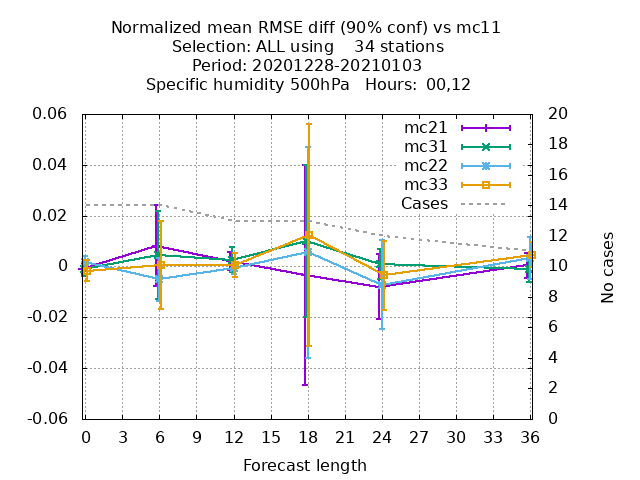 Normalized mean RMSE diff (90% conf) vs mc11
Selection: ALL using    34 stations
Period: 20201228-20210103
Specific humidity 500hPa   Hours:  00,12
0.06
0.04
0.02
0
-0.02
-0.04
-0.06
20
18
16
14
12
10
8
6
4
2
0
mc21
mc31
mc22
mc33
Cases
No cases
0 3 6 9 12 15 18 21 24 27 30 33 36
Forecast length